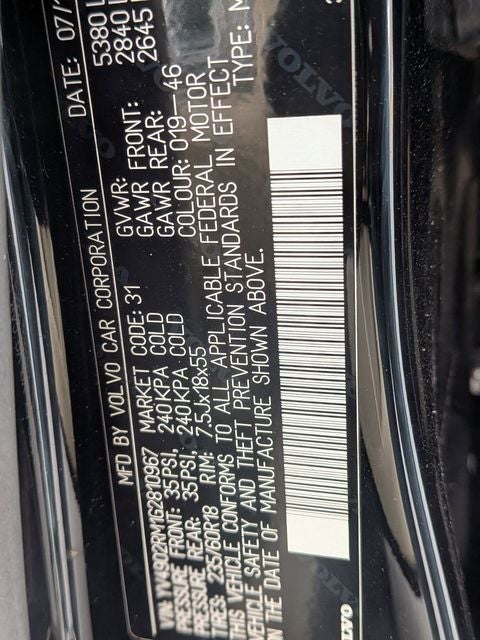 MFD BY VOLVO CAR CORPORATION DATE: 07/
GVWR: 5380 L
MARKET CODE: 31 GAWR FRONT: 2840
GAWR REAR: 2645
VIN: YV4902RM1G2810987
PRESSURE FRONT: 35PSI, 240KPA COLD COLOUR: 019-46
PRESSURE REAR: 35PSI, 240KPA COLD
TIRES: 235/60R18 RIM: 7.5Jx18x55 TYPE: M
THIS VEHICLE CONFORMS TO ALL APPLICABLE FEDERAL MOTOR
VEHICLE SAFETY AND THEFT PREVENTION STANDARDS IN EFFECT
ON THE DATE OF MANUFACTURE SHOWN ABOVE.
VOLVO